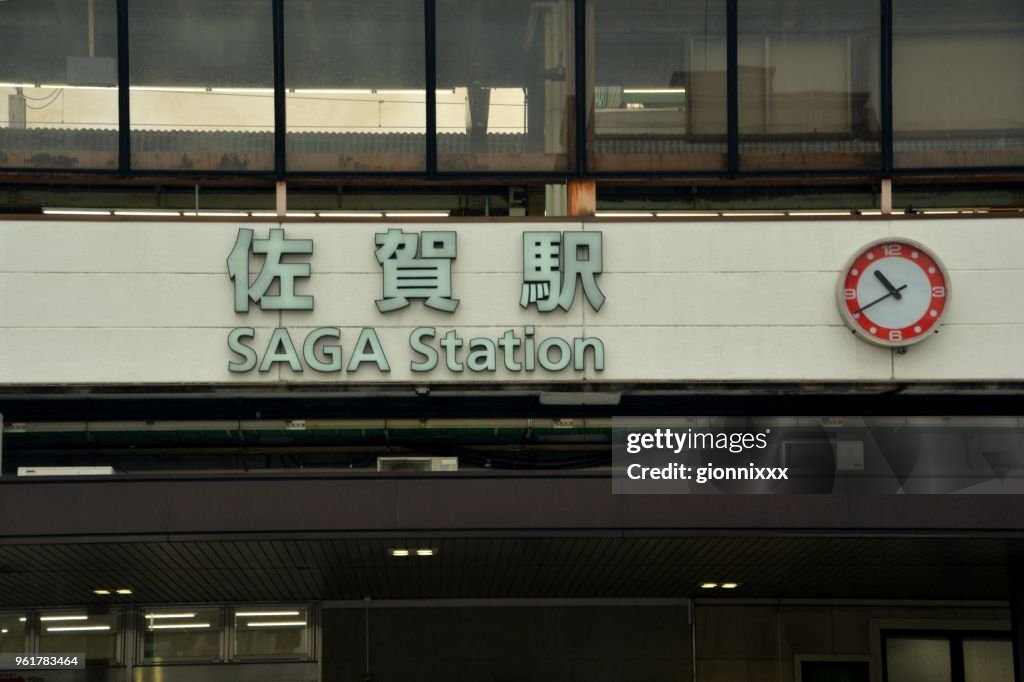 佐賀駅
SAGA Station
12
9 3
6
gettyimages®
Credit: gionnixxx
961783464